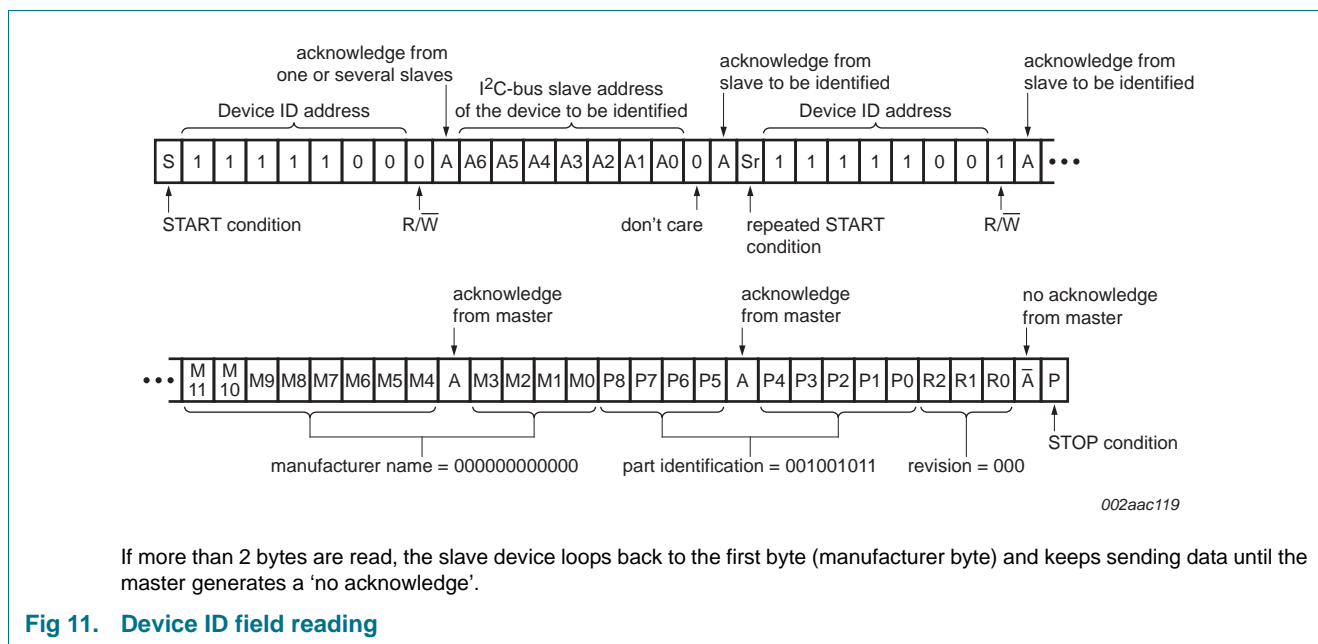 acknowledge from
one or several slaves
I2C-bus slave address
of the device to be identified
acknowledge from
slave to be identified
acknowledge from
slave to be identified
Device ID address
Device ID address
S 1 1 1 1 1 0 0 0 A A6 A5 A4 A3 A2 A1 A0 0 A Sr 1 1 1 1 1 0 0 1 A •••
START condition
R/W̅
don't care
repeated START
condition
R/W̅
acknowledge
from master
acknowledge
from master
no acknowledge
from master
••• M11 M10 M9 M8 M7 M6 M5 M4 A M3 M2 M1 M0 P8 P7 P6 P5 A P4 P3 P2 P1 P0 R2 R1 R0 A̅ P
STOP condition
manufacturer name = 000000000000
part identification = 001001011
revision = 000
002aac119
If more than 2 bytes are read, the slave device loops back to the first byte (manufacturer byte) and keeps sending data until the
master generates a ‘no acknowledge’.
Fig 11. Device ID field reading